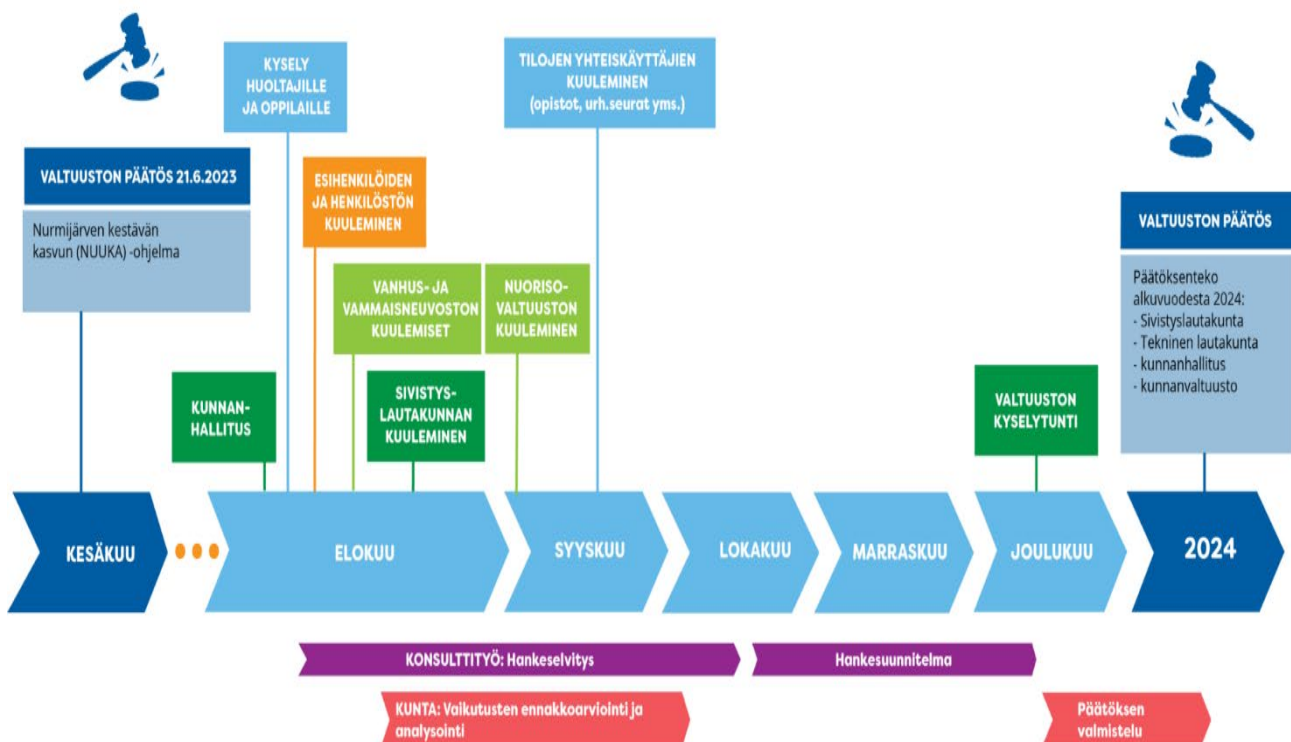 KYSELY
HUOLTAJILLE
JA OPPILAILLE
TILOJEN YHTEISKÄYTTÄJIEN
KUULEMINEN
(opistot, urh.seurat yms.)
VALTUUSTON PÄÄTÖS 21.6.2023
Nurmijärven kestävän
kasvun (NUUKA) -ohjelma
ESIHENKILÖIDEN
JA HENKILÖSTÖN
KUULEMINEN
VALTUUSTON PÄÄTÖS
Päätöksenteko
alkuvuodesta 2024:
- Sivistyslautakunta
- Tekninen lautakunta
- kunnanhallitus
- kunnanvaltuusto
VANHUS- JA
VAMMAISNEUVOSTON
KUULEMISET
NUORISO-
VALTUUSTON
KUULEMINEN
KUNNAN-
HALLITUS
SIVISTYS-
LAUTAKUNNAN
KUULEMINEN
VALTUUSTON
KYSELYTUNTI
KESÄKUU
ELOKUU
SYYSKUU
LOKAKUU
MARRASKUU
JOULUKUU
2024
KONSULTTITYÖ: Hankeselvitys
Hankesuunnitelma
KUNTA: Vaikutusten ennakkoarviointi ja
analysointi
Päätöksen
valmistelu